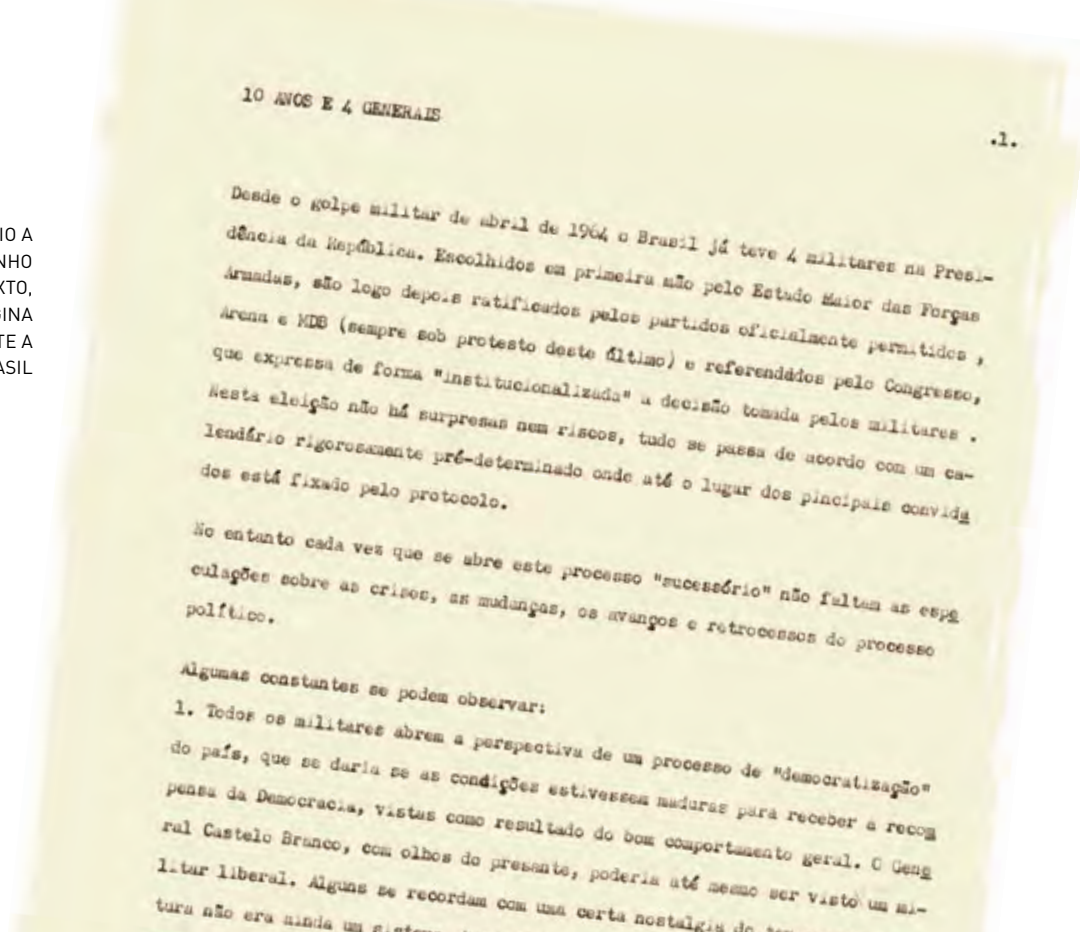 IO A
NHO
XTO,
GINA
TE A
ASIL
10 ANOS E 4 GENERAIS
.1.
Desde o golpe militar de abril de 1964 o Brasil já teve 4 militares na Presi-
dência da República. Escolhidos em primeira mão pelo Estado Maior das Forças
Armadas, são logo depois ratificados pelos partidos oficialmente permitidos ,
Arena e MDB (sempre sob protesto deste último) e referendados pelo Congresso,
que expressa de forma "institucionalizada" a decisão tomada pelos militares .
Nesta eleição não há surpresas nem riscos, tudo se passa de acordo com um ca-
lendário rigorosamente pré-determinado onde até o lugar dos pincipais convida
dos está fixado pelo protocolo.
No entanto cada vez que se abre este processo "sucessório" não faltam as espe
culações sobre as crises, as mudanças, os avanços e retrocessos do processo
político.
Algumas constantes se podem observar:
1. Todos os militares abrem a perspectiva de um processo de "democratização"
do país, que se daria se as condições estivessem maduras para receber a recom
pensa da Democracia, vistas como resultado do bom comportamento geral. O Gene
ral Castelo Branco, com olhos do presente, poderia até mesmo ser visto um mi-
litar liberal. Alguns se recordam com uma certa nostalgia do
tura não era ainda um